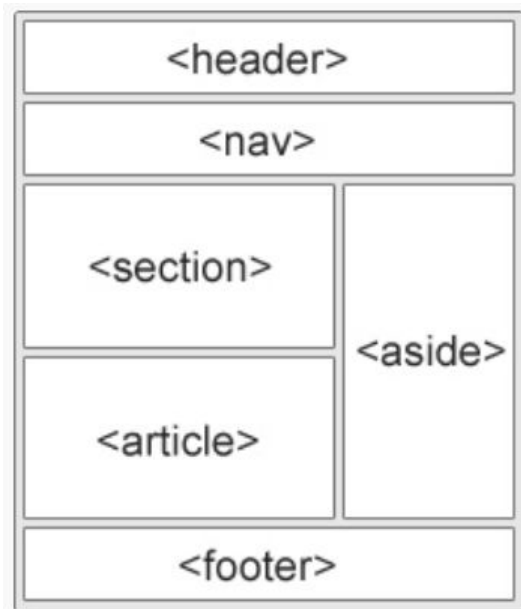 <header>
<nav>
<section>
<aside>
<article>
<footer>